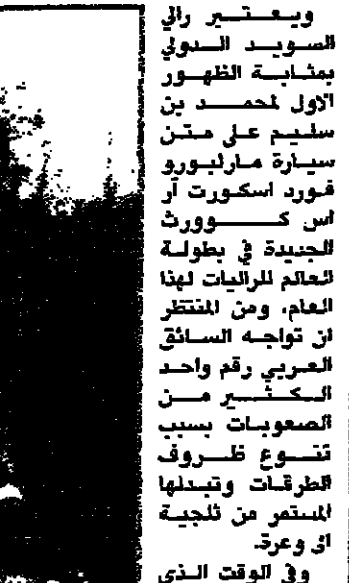 ويعتبر رالي
السويد الدولي
بمثابة الظهور
الاول لمحمد بن
سليم على متن
سيارة مارلبورو
فورد اسكورت آر
اس كوورث
الجديدة في بطولة
العالم للراليات لهذا
العام. ومن المنتظر
ان تواجه السائق
العربي رقم واحد
الكثير من
الصعوبات بسبب
تنوع ظروف
الطرقات وتبدلها
المستمر من ثلجية
الى وعرة.
وفي الوقت الذي